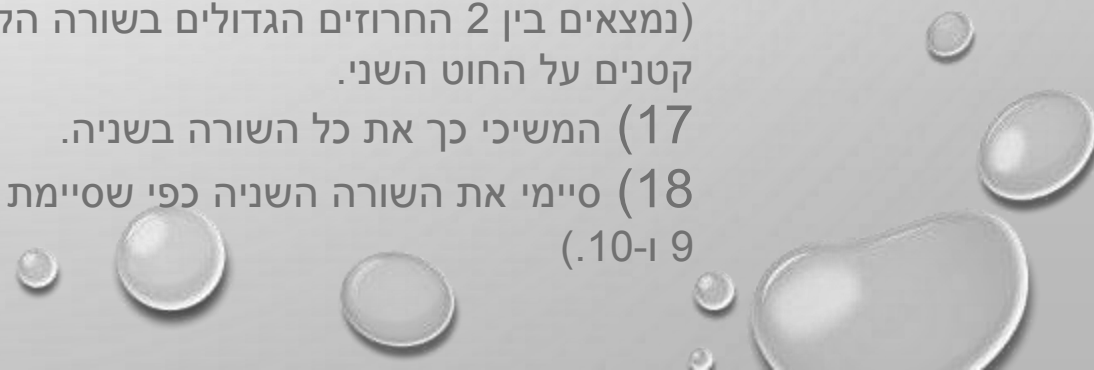 (נמצאים בין 2 החרוזים הגדולים בשורה
קטנים על החוט השני.
17) המשיכי כך את כל השורה בשניה.
18) סיימי את השורה השניה כפי שסיימת
9 ו-10.)